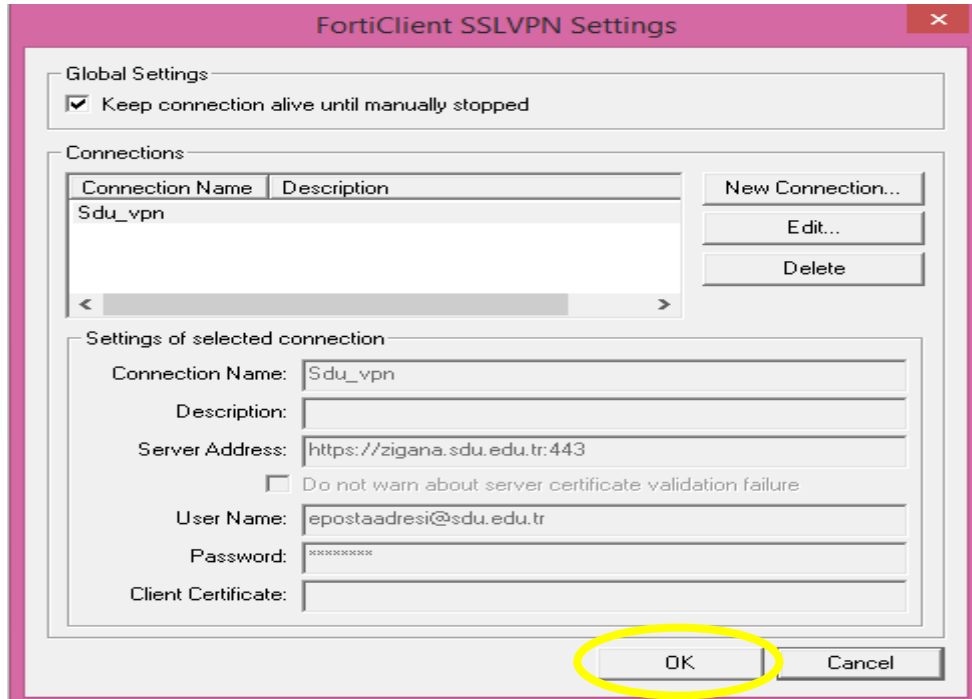 FortiClient SSLVPN Settings
Global Settings
Keep connection alive until manually stopped
Connections
Connection Name Description
Sdu_vpn
New Connection...
Edit...
Delete
Settings of selected connection
Connection Name: Sdu_vpn
Description:
Server Address: https://zigana.sdu.edu.tr:443
Do not warn about server certificate validation failure
User Name: epostaadresi@sdu.edu.tr
Password: ********
Client Certificate:
OK Cancel